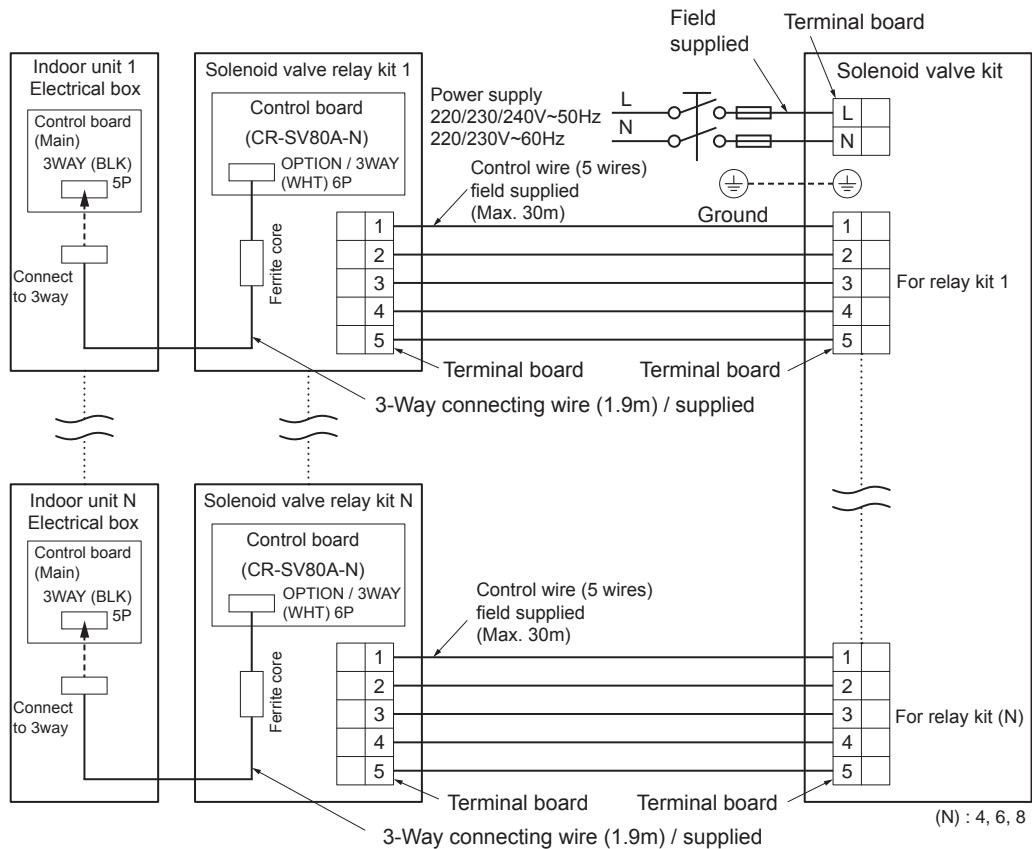 Field
supplied
Terminal board
Indoor unit 1
Electrical box
Control board
(Main)
3WAY (BLK)
5P
Connect
to 3way
Solenoid valve relay kit 1
Control board
(CR-SV80A-N)
OPTION / 3WAY
(WHT) 6P
Ferrite core
1
2
3
4
5
Power supply
220/230/240V~50Hz
220/230V~60Hz
L
N
Control wire (5 wires)
field supplied
(Max. 30m)
Ground
Solenoid valve kit
L
N
1
2
3
4
5
For relay kit 1
Terminal board
Terminal board
3-Way connecting wire (1.9m) / supplied
Indoor unit N
Electrical box
Control board
(Main)
3WAY (BLK)
5P
Connect
to 3way
Solenoid valve relay kit N
Control board
(CR-SV80A-N)
OPTION / 3WAY
(WHT) 6P
Ferrite core
1
2
3
4
5
Control wire (5 wires)
field supplied
(Max. 30m)
1
2
3
4
5
For relay kit (N)
Terminal board
Terminal board
3-Way connecting wire (1.9m) / supplied
(N) : 4, 6, 8